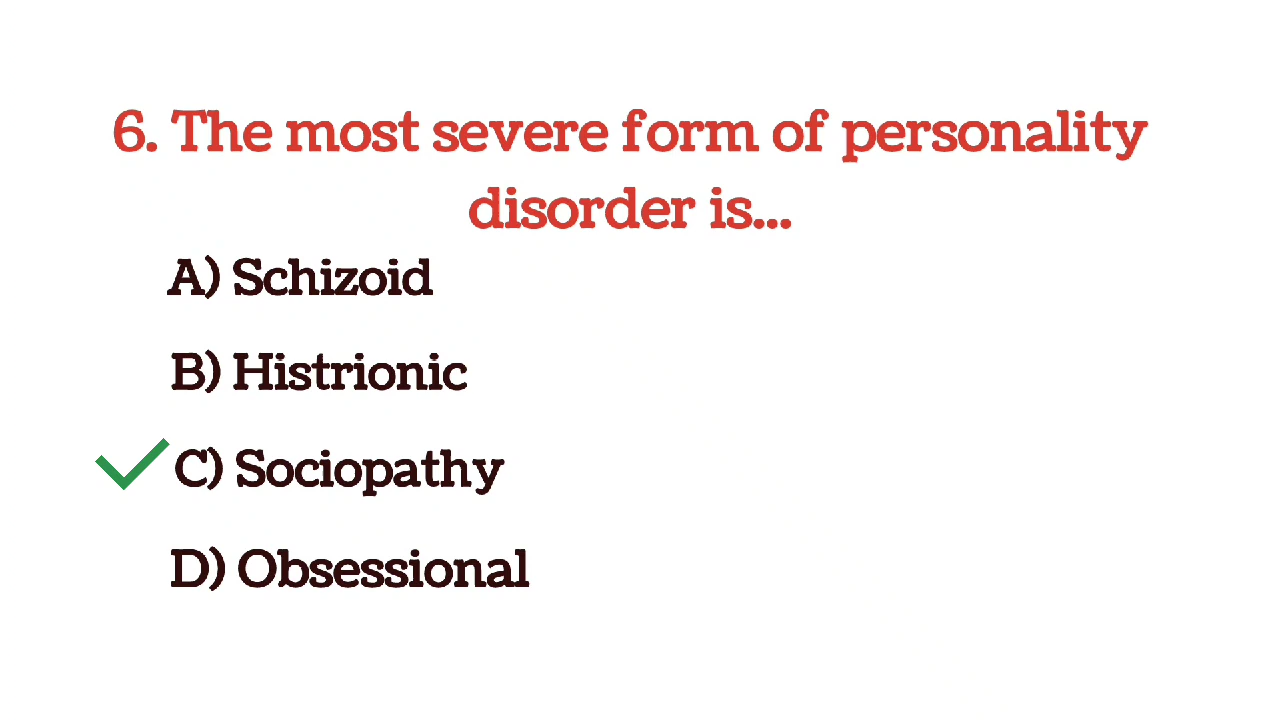 6. The most severe form of personality
disorder is...
A) Schizoid
B) Histrionic
C) Sociopathy
D) Obsessional